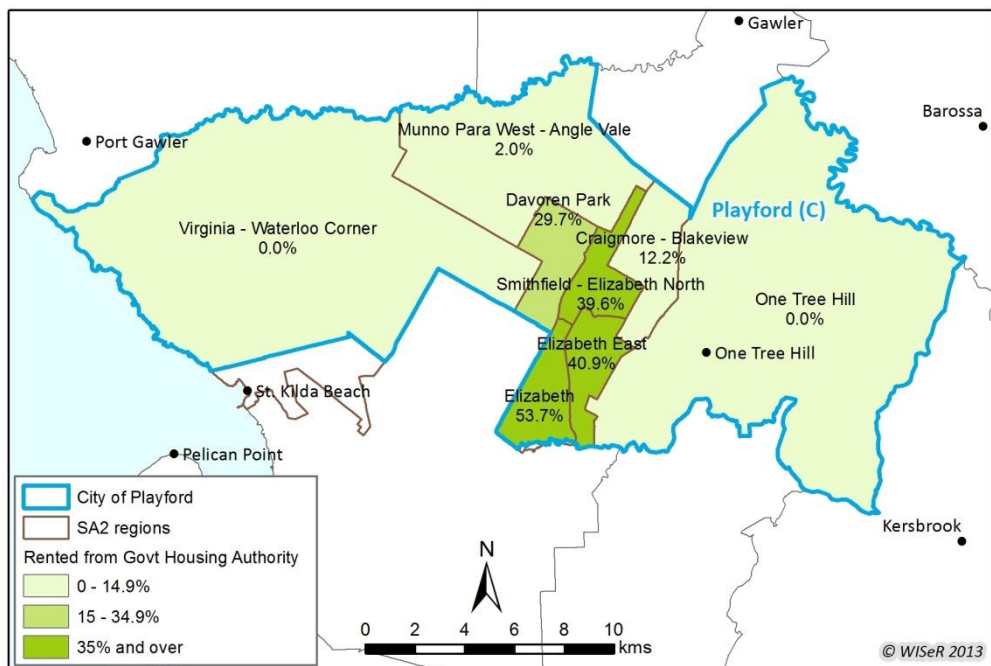 Gawler
Barossa
Port Gawler
Munno Para West - Angle Vale
2.0%
Davoren Park
29.7%
Playford (C)
Virginia - Waterloo Corner
0.0%
Craigmore - Blakeview
12.2%
Smithfield - Elizabeth North
39.6%
One Tree Hill
0.0%
Elizabeth East
40.9%
One Tree Hill
St. Kilda Beach
Elizabeth
53.7%
Pelican Point
City of Playford
SA2 regions
Rented from Govt Housing Authority
0 - 14.9%
15 - 34.9%
35% and over
N
0 2 4 6 8 10
kms
Kersbrook
© WISeR 2013